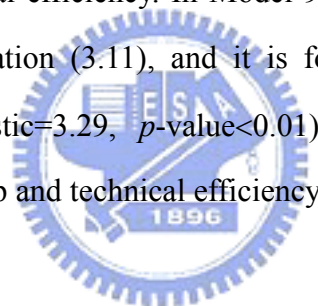 al efficiency. In Model 9
ation (3.11), and it is fo
stic=3.29, p-value<0.01)
p and technical efficiency
E S A
1896